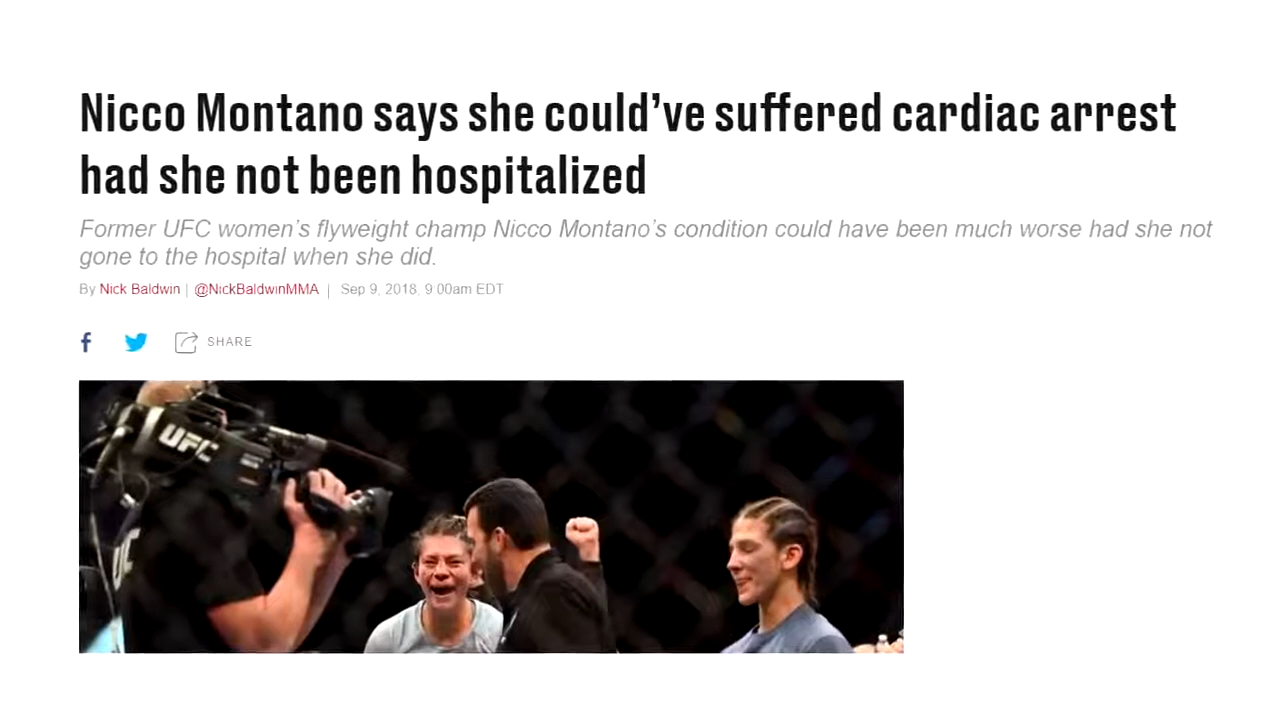 Nicco Montano says she could’ve suffered cardiac arrest
had she not been hospitalized
Former UFC women’s flyweight champ Nicco Montano’s condition could have been much worse had she not
gone to the hospital when she did.
By Nick Baldwin | @NickBaldwinMMA | Sep 9, 2018, 9:00am EDT
SHARE
UFC